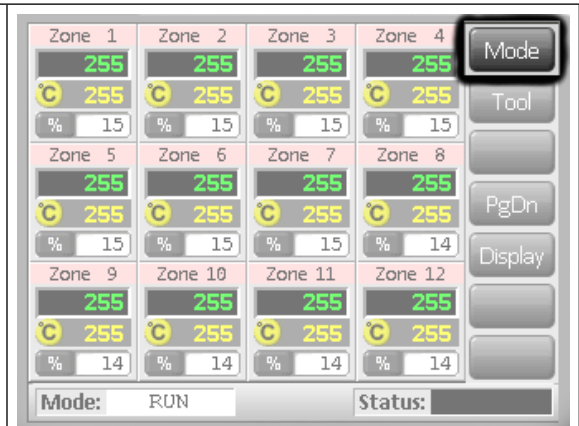 Zone 1 Zone 2 Zone 3 Zone 4 Mode
255 255 255 255
°C 255 °C 255 °C 255 °C 255 Tool
% 15 % 15 % 15 % 15
Zone 5 Zone 6 Zone 7 Zone 8
255 255 255 255 PgDn
°C 255 °C 255 °C 255 °C 255
% 15 % 15 % 15 % 14 Display
Zone 9 Zone 10 Zone 11 Zone 12
255 255 255 255
°C 255 °C 255 °C 255 °C 255
% 14 % 14 % 14 % 14
Mode: RUN Status: